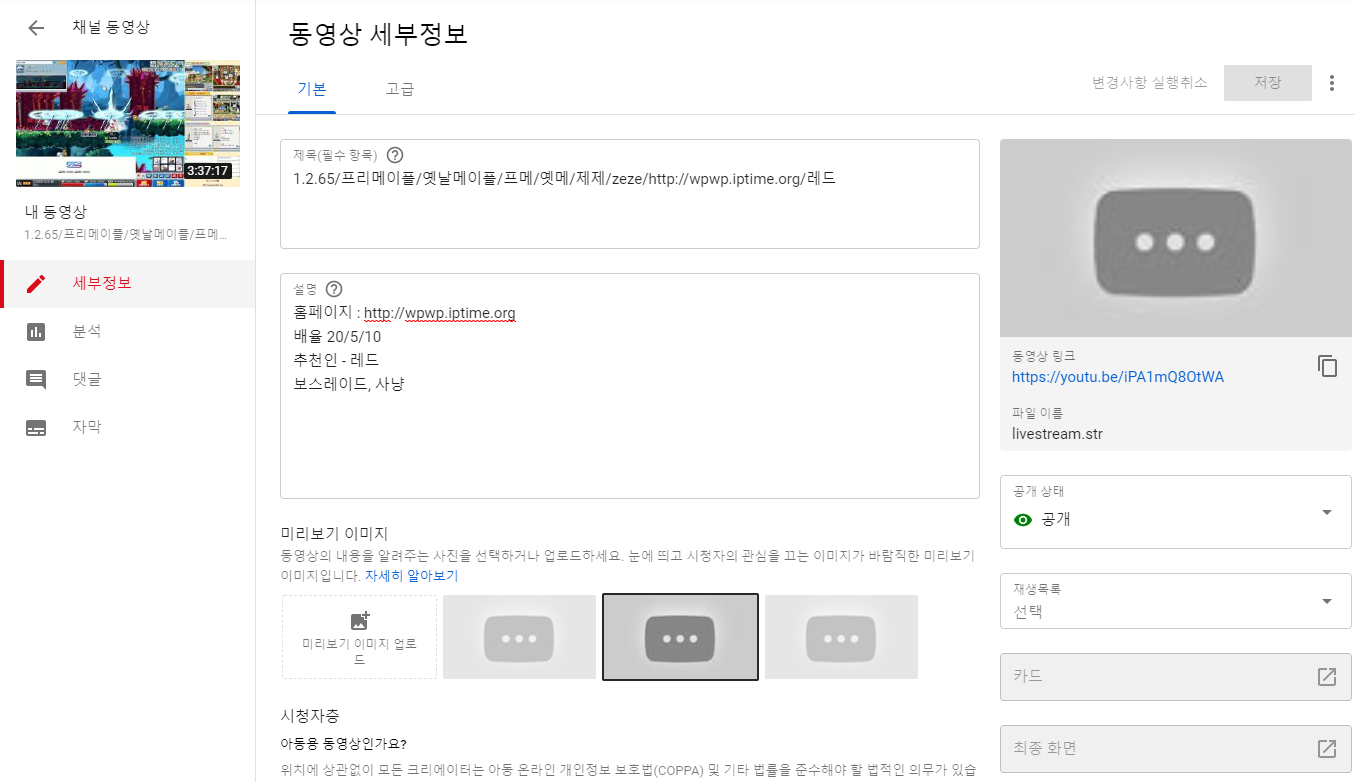 채널 동영상
3:37:17
내 동영상
1.2.65/프리메이플/옛날메이플/프메...
세부정보
분석
댓글
자막
동영상 세부정보
기본
고급
변경사항 실행취소
저장
제목(필수 항목)
1.2.65/프리메이플/옛날메이플/프메/옛메/제제/zeze/http://wpwp.iptime.org/레드
설명
홈페이지 : http://wpwp.iptime.org
배율 20/5/10
추천인 - 레드
보스레이드, 사냥
미리보기 이미지
동영상의 내용을 알려주는 사진을 선택하거나 업로드하세요. 눈에 띄고 시청자의 관심을 끄는 이미지가 바람직한 미리보기
이미지입니다. 자세히 알아보기
미리보기 이미지 업로
드
시청자층
아동용 동영상인가요?
위치에 상관없이 모든 크리에이터는 아동 온라인 개인정보 보호법(COPPA) 및 기타 법률을 준수해야 할 법적인 의무가 있습
동영상 링크
https://youtu.be/iPA1mQ8OtWA
파일 이름
livestream.str
공개 상태
공개
재생목록
선택
카드
최종 화면